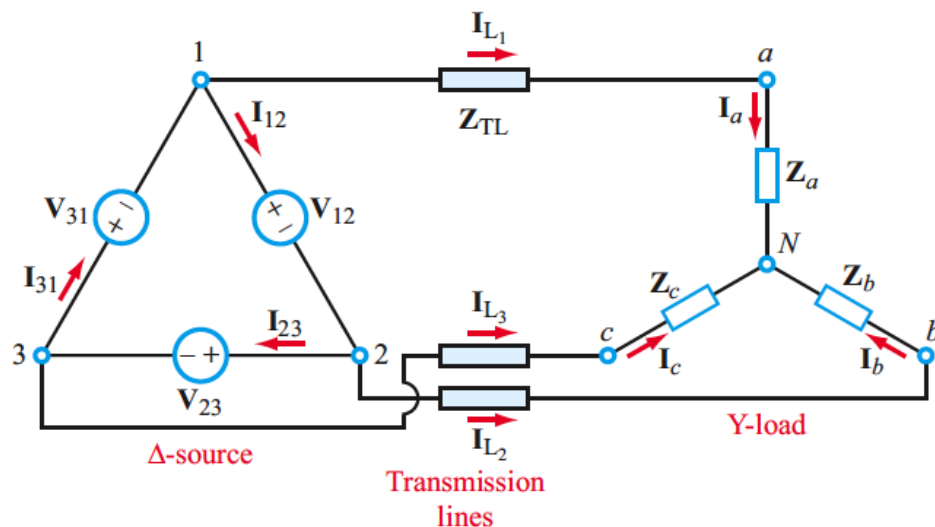 I_L1
1
a
I_12
I_a
Z_TL
Z_a
V_31
− +
+ −
V_12
N
I_31
Z_c
Z_b
I_L3
I_23
3
− +
2
c
b
I_c
I_b
V_23
Y-load
Δ-source
I_L2
Transmission
lines